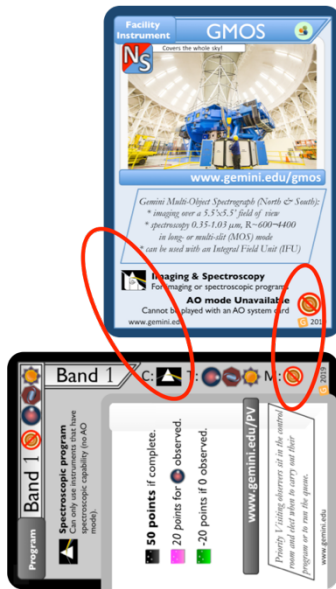 Facility
Instrument
GMOS
Covers the whole sky!
NS
www.gemini.edu/gmos
Gemini Multi-Object Spectrograph (North & South):
* imaging over a 5.5'x5.5' field of view
* spectroscopy 0.35-1.03 μm, R~600-4400
in long- or multi-slit (MOS) mode
* can be used with an Integral Field Unit (IFU)
Imaging & Spectroscopy
For imaging or spectroscopic programs
AO mode Unavailable
Cannot be played with an AO system card
www.gemini.edu
Band 1
C:
T:
M:
2019
Program
Band 1
Spectroscopic program
Can only use instruments that have
spectroscopic capability (no AO
mode).
50 points if complete.
20 points for observed.
-20 points if 0 observed.
www.gemini.edu/PV
Priority Visiting observers sit in the control
room and elect when to carry out their
program or to run the queue.
www.gemini.edu